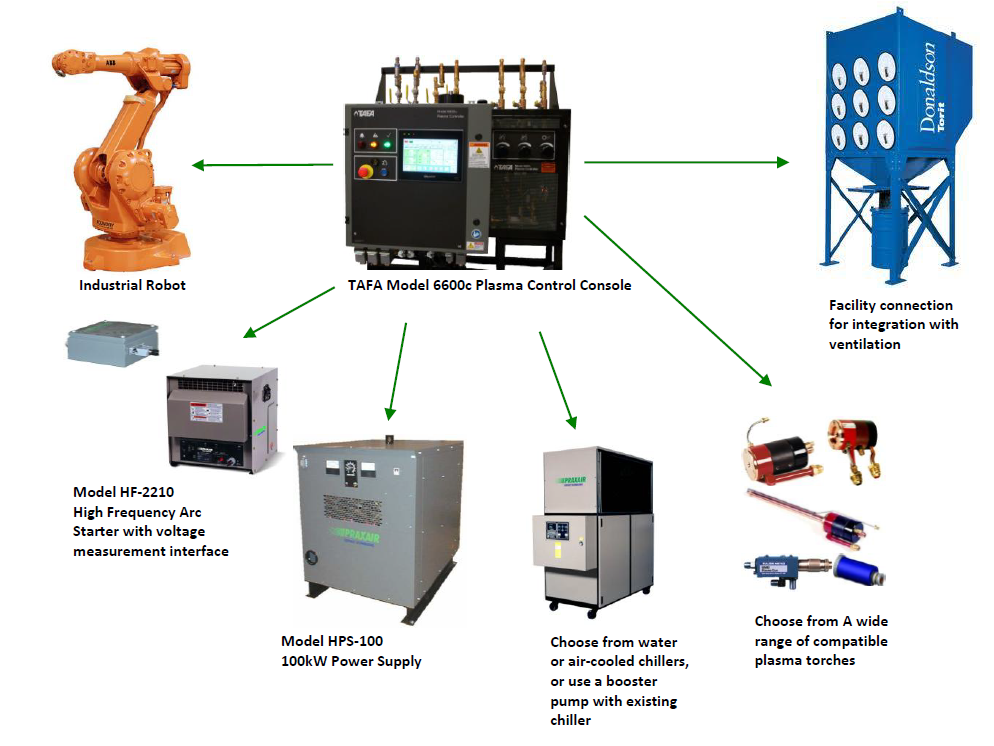 ABB
TAFA
Donaldson
Torit
TAFA
Industrial Robot
TAFA Model 6600c Plasma Control Console
Facility connection
for integration with
ventilation
PRAXAIR
Model HF-2210
High Frequency Arc
Starter with voltage
measurement interface
PRAXAIR
Model HPS-100
100kW Power Supply
Choose from water
or air-cooled chillers,
or use a booster
pump with existing
chiller
Choose from A wide
range of compatible
plasma torches